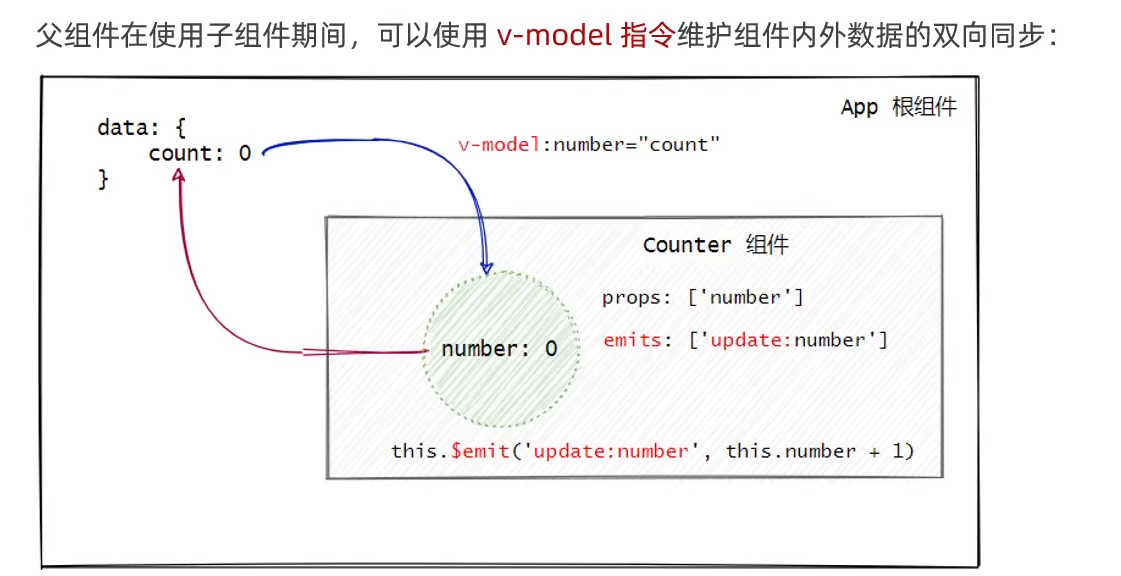 父组件在使用子组件期间，可以使用 v-model 指令维护组件内外数据的双向同步：
App 根组件
data: {
count: 0
}
v-model:number="count"
Counter 组件
props: ['number']
emits: ['update:number']
number: 0
this.$emit('update:number', this.number + 1)